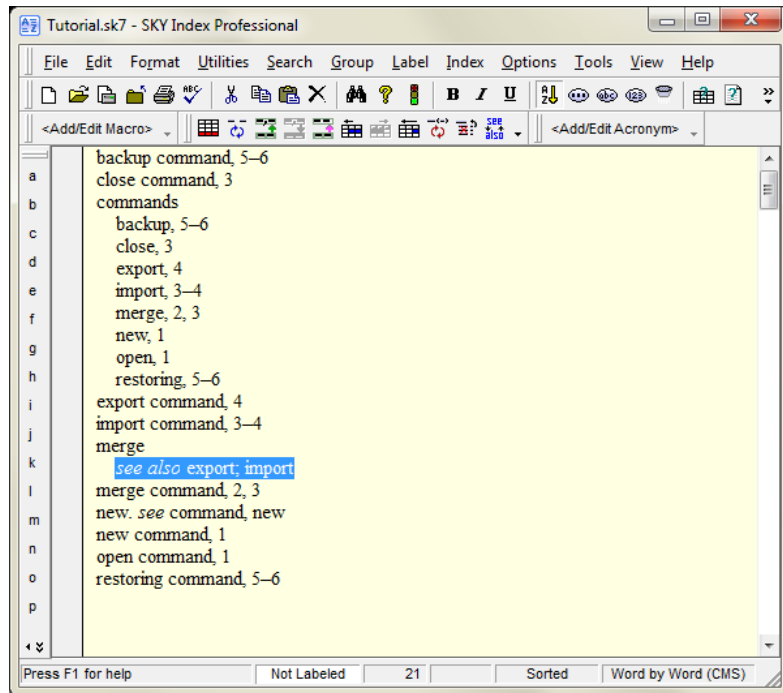 Tutorial.sk7 - SKY Index Professional
File Edit Format Utilities Search Group Label Index Options Tools View Help
B I U
<Add/Edit Macro> see also <Add/Edit Acronym>
backup command, 5–6
close command, 3
commands
backup, 5–6
close, 3
export, 4
import, 3–4
merge, 2, 3
new, 1
open, 1
restoring, 5–6
export command, 4
import command, 3–4
merge
see also export; import
merge command, 2, 3
new. see command, new
new command, 1
open command, 1
restoring command, 5–6
a
b
c
d
e
f
g
h
i
j
k
l
m
n
o
p
Press F1 for help Not Labeled 21 Sorted Word by Word (CMS)